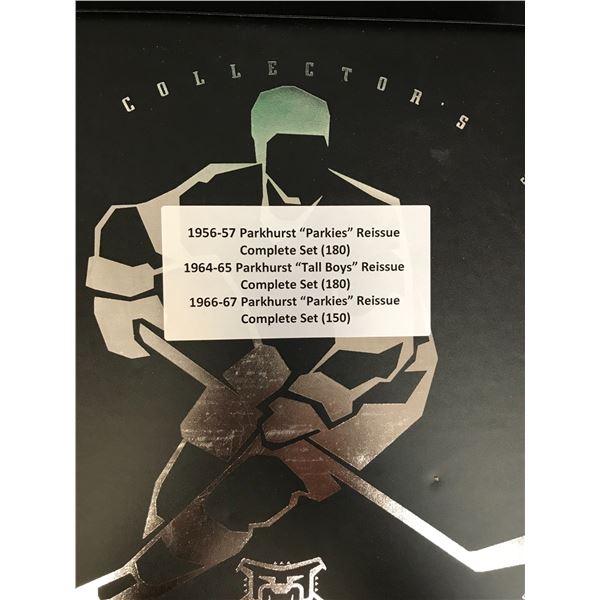 COLLECTOR'S
1956-57 Parkhurst “Parkies” Reissue
Complete Set (180)
1964-65 Parkhurst “Tall Boys” Reissue
Complete Set (180)
1966-67 Parkhurst “Parkies” Reissue
Complete Set (150)